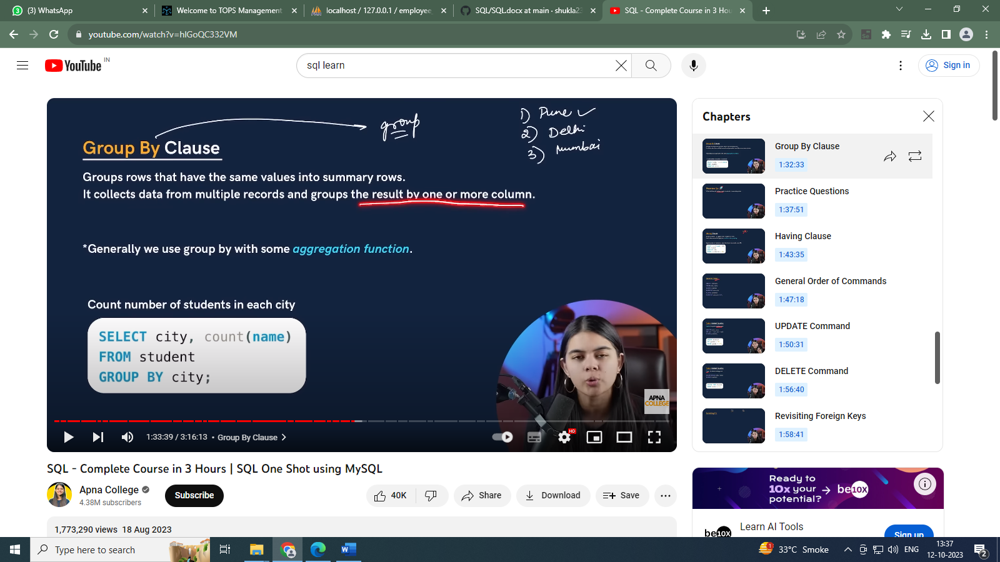 (3) WhatsApp
Welcome to TOPS Management
localhost / 127.0.0.1 / employee
SQL/SQL.docx at main · shukla23
SQL - Complete Course in 3 Hou
youtube.com/watch?v=hlGoQC332VM
YouTube IN
sql learn
Sign in
group
1) Pune ✓
2) Delhi
3) Mumbai
Group By Clause
Groups rows that have the same values into summary rows.
It collects data from multiple records and groups the result by one or more column.
*Generally we use group by with some aggregation function.
Count number of students in each city
SELECT city, count(name)
FROM student
GROUP BY city;
APNA
COLLEGE
1:33:39 / 3:16:13 • Group By Clause
HD
Chapters
Group By Clause
1:32:33
Practice Questions
1:37:51
Having Clause
1:43:35
General Order of Commands
1:47:18
UPDATE Command
1:50:31
DELETE Command
1:56:40
Revisiting Foreign Keys
1:58:41
SQL - Complete Course in 3 Hours | SQL One Shot using MySQL
Apna College
4.38M subscribers
Subscribe
40K
Share
Download
Save
1,773,290 views 18 Aug 2023
Ready to
10x your
potential?
be10X
be10X
Learn AI Tools
Sign up
Type here to search
33°C Smoke
ENG
13:37
12-10-2023
2